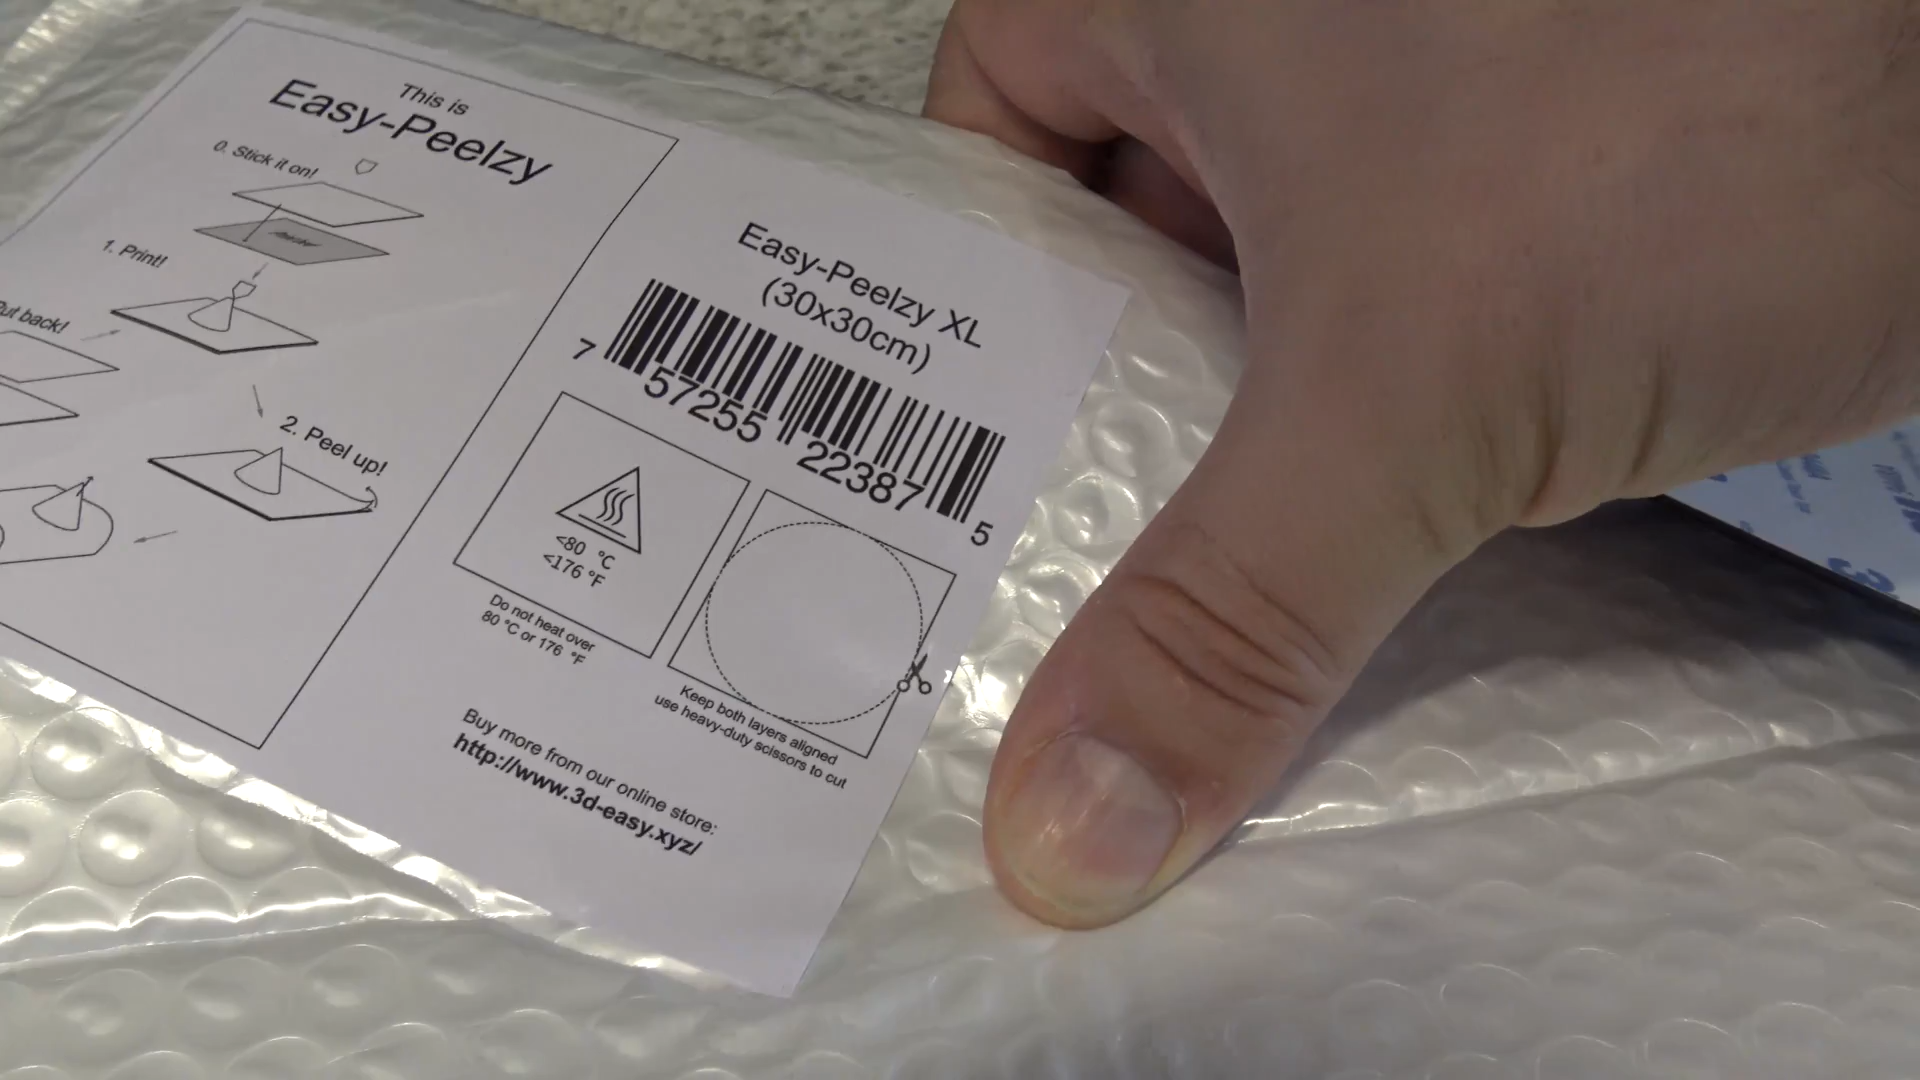 This is
Easy-Peelzy
0. Stick it on!
1. Print!
Put back!
2. Peel up!
Easy-Peelzy XL
(30x30cm)
7 57255 22387 5
<80 °C
<176 °F
Do not heat over
80 °C or 176 °F
Keep both layers aligned
use heavy-duty scissors to cut
Buy more from our online store:
http://www.3d-easy.xyz/